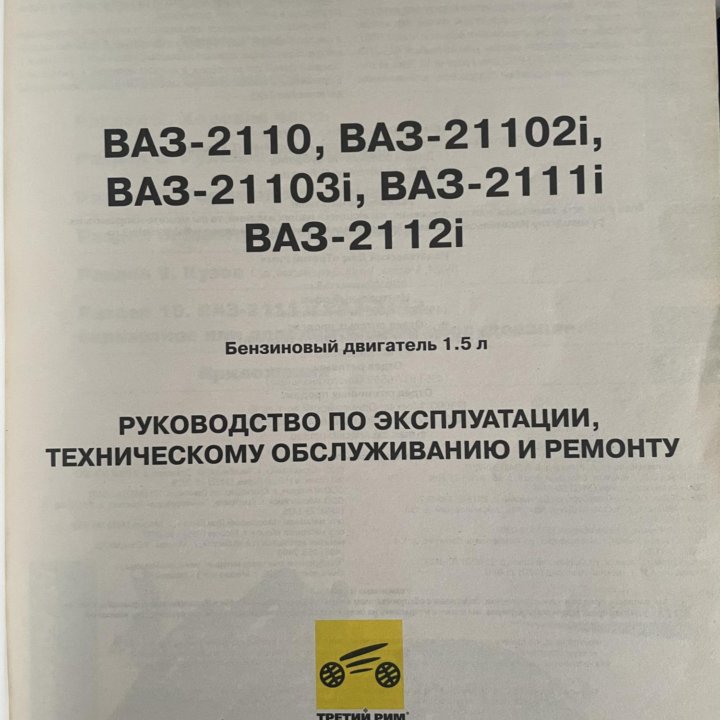 ВАЗ-2110, ВАЗ-21102i,
ВАЗ-21103i, ВАЗ-2111i
ВАЗ-2112i
Бензиновый двигатель 1.5 л
РУКОВОДСТВО ПО ЭКСПЛУАТАЦИИ,
ТЕХНИЧЕСКОМУ ОБСЛУЖИВАНИЮ И РЕМОНТУ
ТРЕТИЙ РИМ